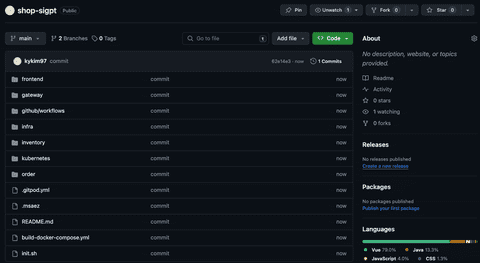 shop-sigpt Public
Pin
Unwatch 1
Fork 0
Star 0
main
2 Branches
0 Tags
Go to file
t
Add file
Code
kykim97 commit
62e14e3 · now
1 Commits
frontend commit now
gateway commit now
github/workflows commit now
infra commit now
inventory commit now
kubernetes commit now
order commit now
.gitpod.yml commit now
.msaez commit now
README.md commit now
build-docker-compose.yml commit now
init.sh commit now
About
No description, website, or topics
provided.
Readme
Activity
0 stars
1 watching
0 forks
Releases
No releases published
Create a new release
Packages
No packages published
Publish your first package
Languages
Vue 79.0% Java 13.2%
JavaScript 4.0% CSS 1.3%